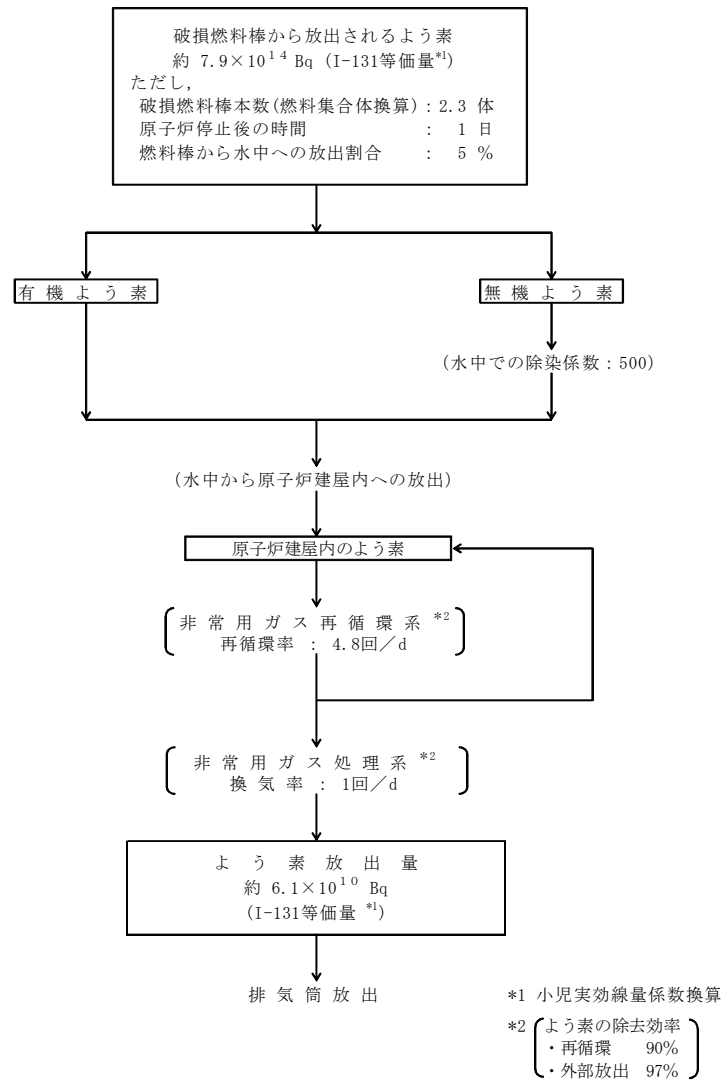 破損燃料棒から放出されるよう素
約 7.9×10¹⁴ Bq (I-131等価量*1)
ただし,
破損燃料棒本数(燃料集合体換算) : 2.3 体
原子炉停止後の時間 : 1 日
燃料棒から水中への放出割合 : 5 %
有機よう素
無機よう素
(水中での除染係数 : 500)
(水中から原子炉建屋内への放出)
原子炉建屋内のよう素
非常用ガス再循環系 *2
再循環率 : 4.8回／d
非常用ガス処理系 *2
換気率 : 1回／d
よう素放出量
約 6.1×10¹⁰ Bq
(I-131等価量 *1)
排気筒放出
*1 小児実効線量係数換算
*2 よう素の除去効率
・再循環 90%
・外部放出 97%